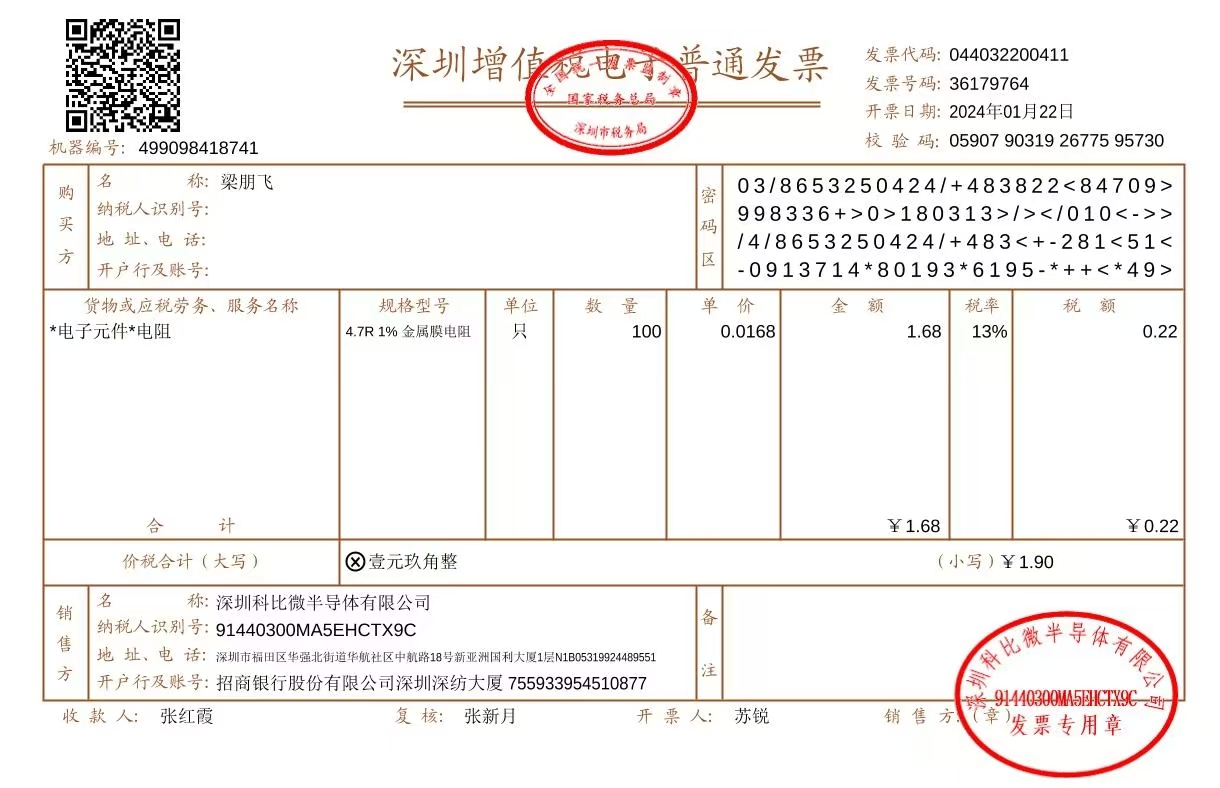 深圳增值税电子普通发票
全国统一发票监制章
国家税务总局
深圳市税务局
发票代码: 044032200411
发票号码: 36179764
开票日期: 2024年01月22日
校 验 码: 05907 90319 26775 95730
机器编号: 499098418741
购买方
名 称: 梁朋飞
纳税人识别号:
地 址、电 话:
开户行及账号:
密码区
03/8653250424/+483822<84709>
998336+>0>180313>/></010<->>
/4/8653250424/+483<+-281<51<
-0913714*80193*6195-*++<*49>
货物或应税劳务、服务名称 规格型号 单位 数 量 单 价 金 额 税率 税 额
*电子元件*电阻 4.7R 1% 金属膜电阻 只 100 0.0168 1.68 13% 0.22
合 计 ￥1.68 ￥0.22
价税合计（大写） ⊗壹元玖角整 （小写）￥1.90
销售方
名 称: 深圳科比微半导体有限公司
纳税人识别号: 91440300MA5EHCTX9C
地 址、电 话: 深圳市福田区华强北街道华航社区中航路18号新亚洲国利大厦1层N1B05319924489551
开户行及账号: 招商银行股份有限公司深圳深纺大厦 755933954510877
备注
收 款 人: 张红霞 复 核: 张新月 开 票 人: 苏锐 销 售 方:（章）
深圳科比微半导体有限公司
91440300MA5EHCTX9C
发票专用章